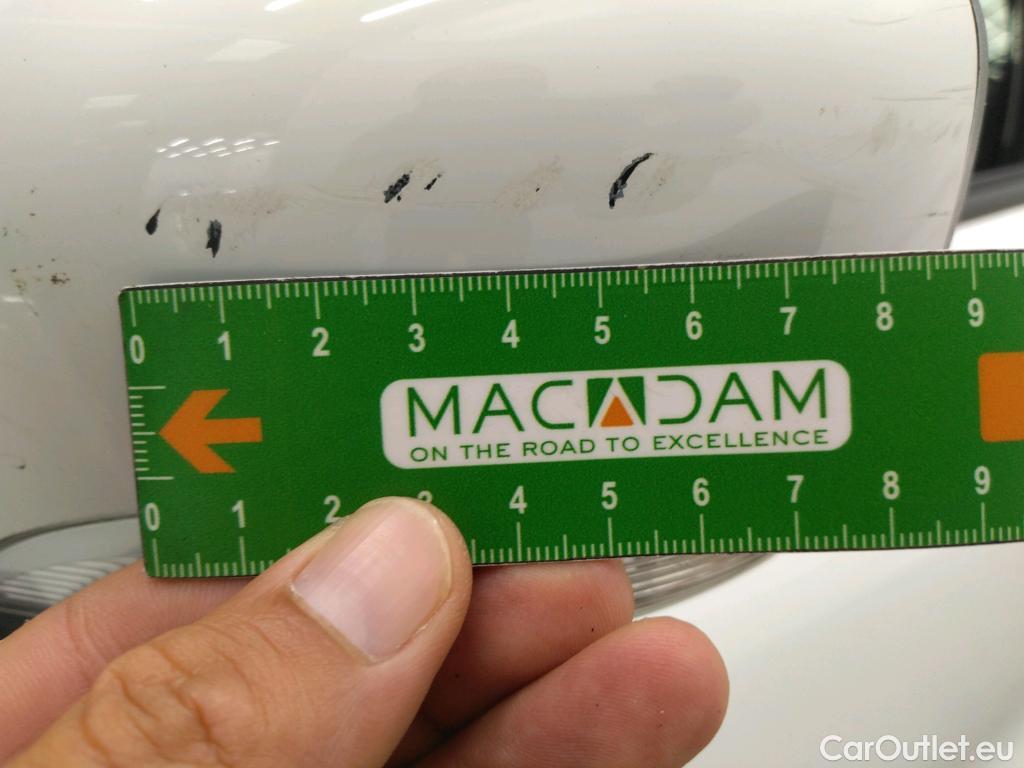 0 1 2 3 4 5 6 7 8 9
MACADAM
ON THE ROAD TO EXCELLENCE
0 1 2 3 4 5 6 7 8 9
CarOutlet.eu